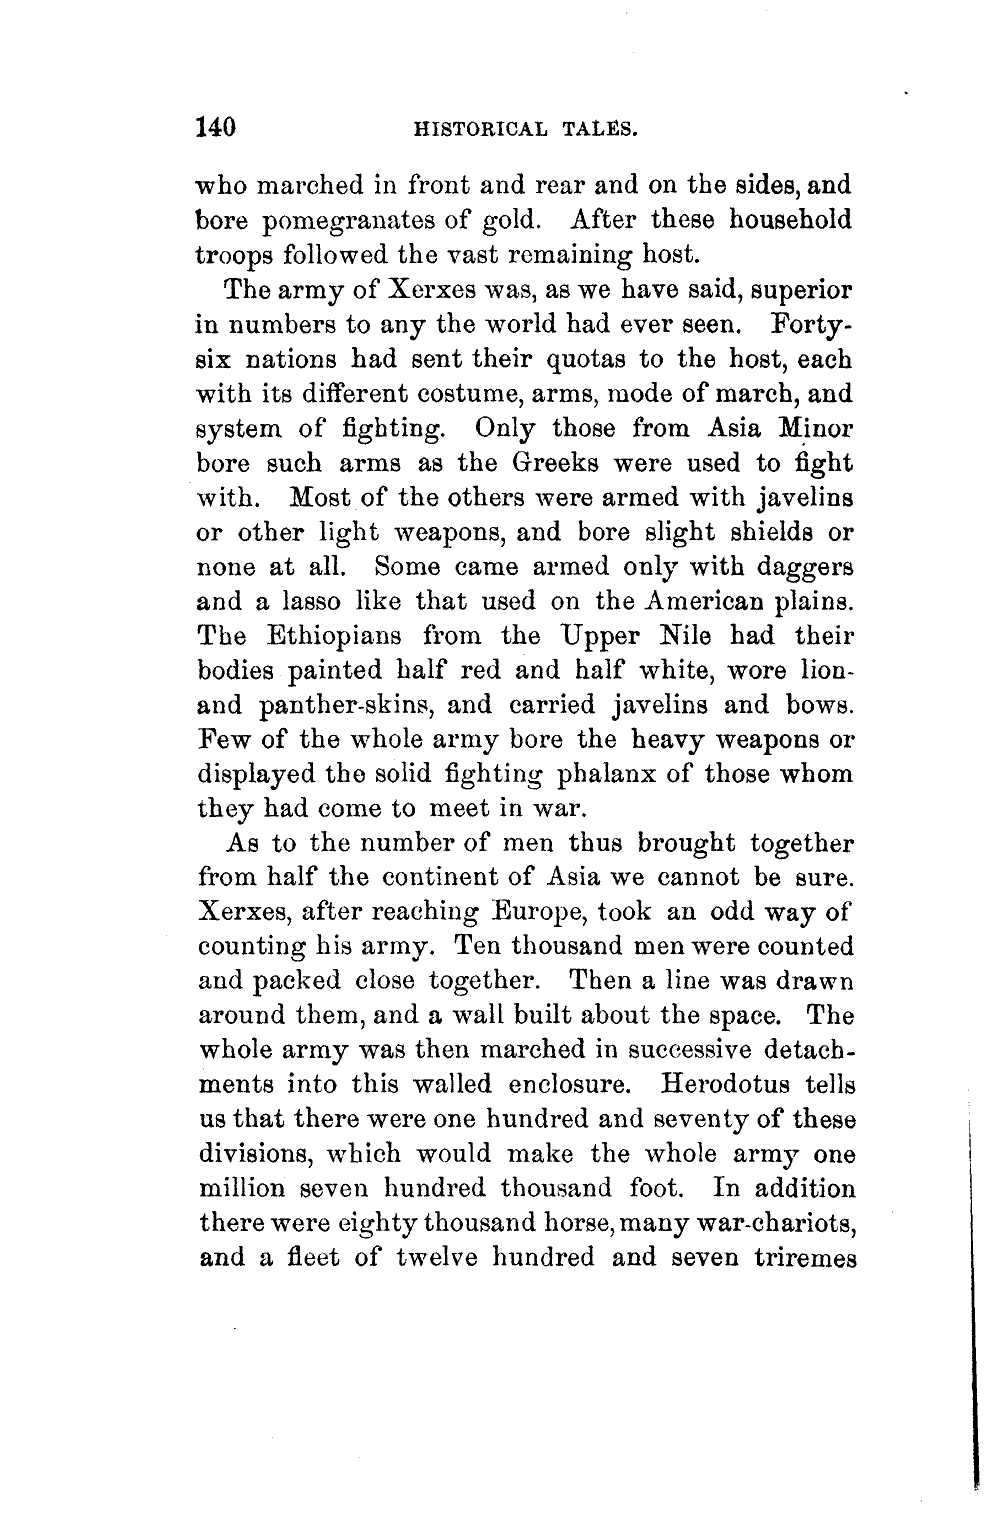 140 HISTORICAL TALES.
who marched in front and rear and on the sides, and
bore pomegranates of gold. After these household
troops followed the vast remaining host.
The army of Xerxes was, as we have said, superior
in numbers to any the world had ever seen. Forty-
six nations had sent their quotas to the host, each
with its different costume, arms, mode of march, and
system of fighting. Only those from Asia Minor
bore such arms as the Greeks were used to fight
with. Most of the others were armed with javelins
or other light weapons, and bore slight shields or
none at all. Some came armed only with daggers
and a lasso like that used on the American plains.
The Ethiopians from the Upper Nile had their
bodies painted half red and half white, wore lion-
and panther-skins, and carried javelins and bows.
Few of the whole army bore the heavy weapons or
displayed the solid fighting phalanx of those whom
they had come to meet in war.
As to the number of men thus brought together
from half the continent of Asia we cannot be sure.
Xerxes, after reaching Europe, took an odd way of
counting his army. Ten thousand men were counted
and packed close together. Then a line was drawn
around them, and a wall built about the space. The
whole army was then marched in successive detach-
ments into this walled enclosure. Herodotus tells
us that there were one hundred and seventy of these
divisions, which would make the whole army one
million seven hundred thousand foot. In addition
there were eighty thousand horse, many war-chariots,
and a fleet of twelve hundred and seven triremes